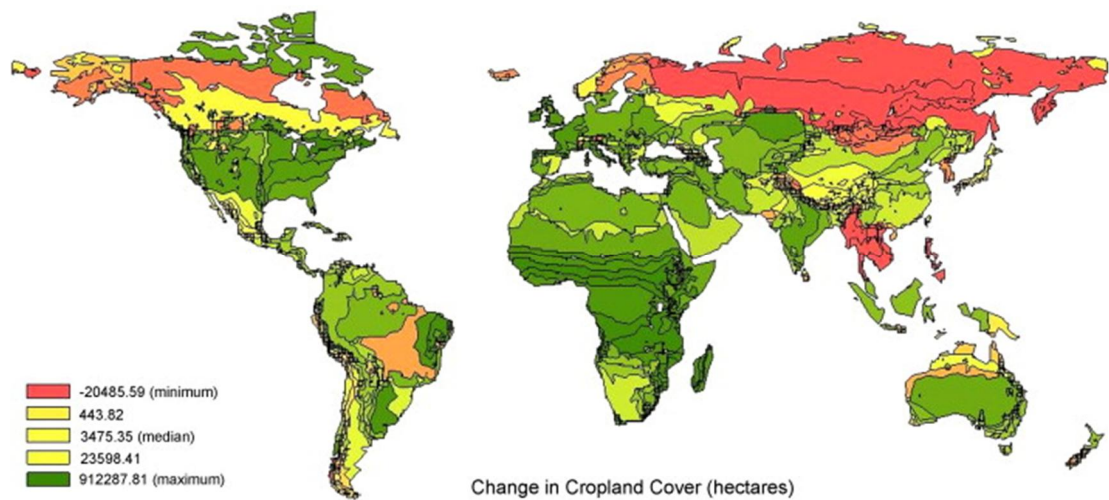 -20485.59 (minimum)
443.82
3475.35 (median)
23598.41
912287.81 (maximum)
Change in Cropland Cover (hectares)